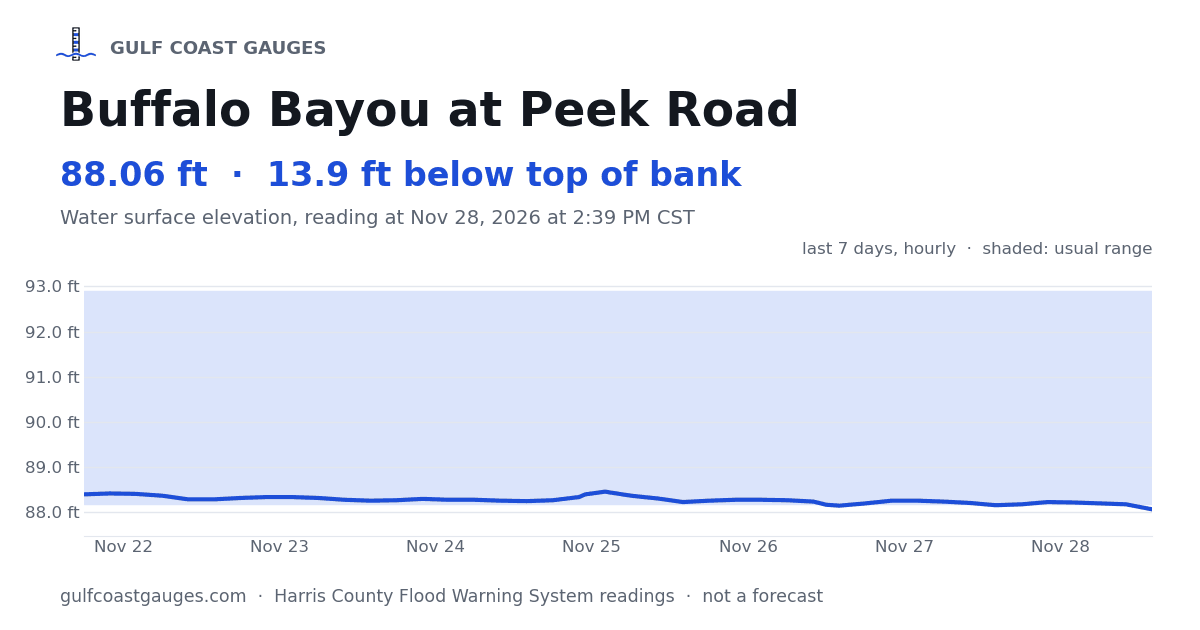 GULF COAST GAUGES
Buffalo Bayou at Peek Road
88.06 ft · 13.9 ft below top of bank
Water surface elevation, reading at Nov 28, 2026 at 2:39 PM CST
last 7 days, hourly · shaded: usual range
93.0 ft
92.0 ft
91.0 ft
90.0 ft
89.0 ft
88.0 ft
Nov 22 Nov 23 Nov 24 Nov 25 Nov 26 Nov 27 Nov 28
gulfcoastgauges.com · Harris County Flood Warning System readings · not a forecast